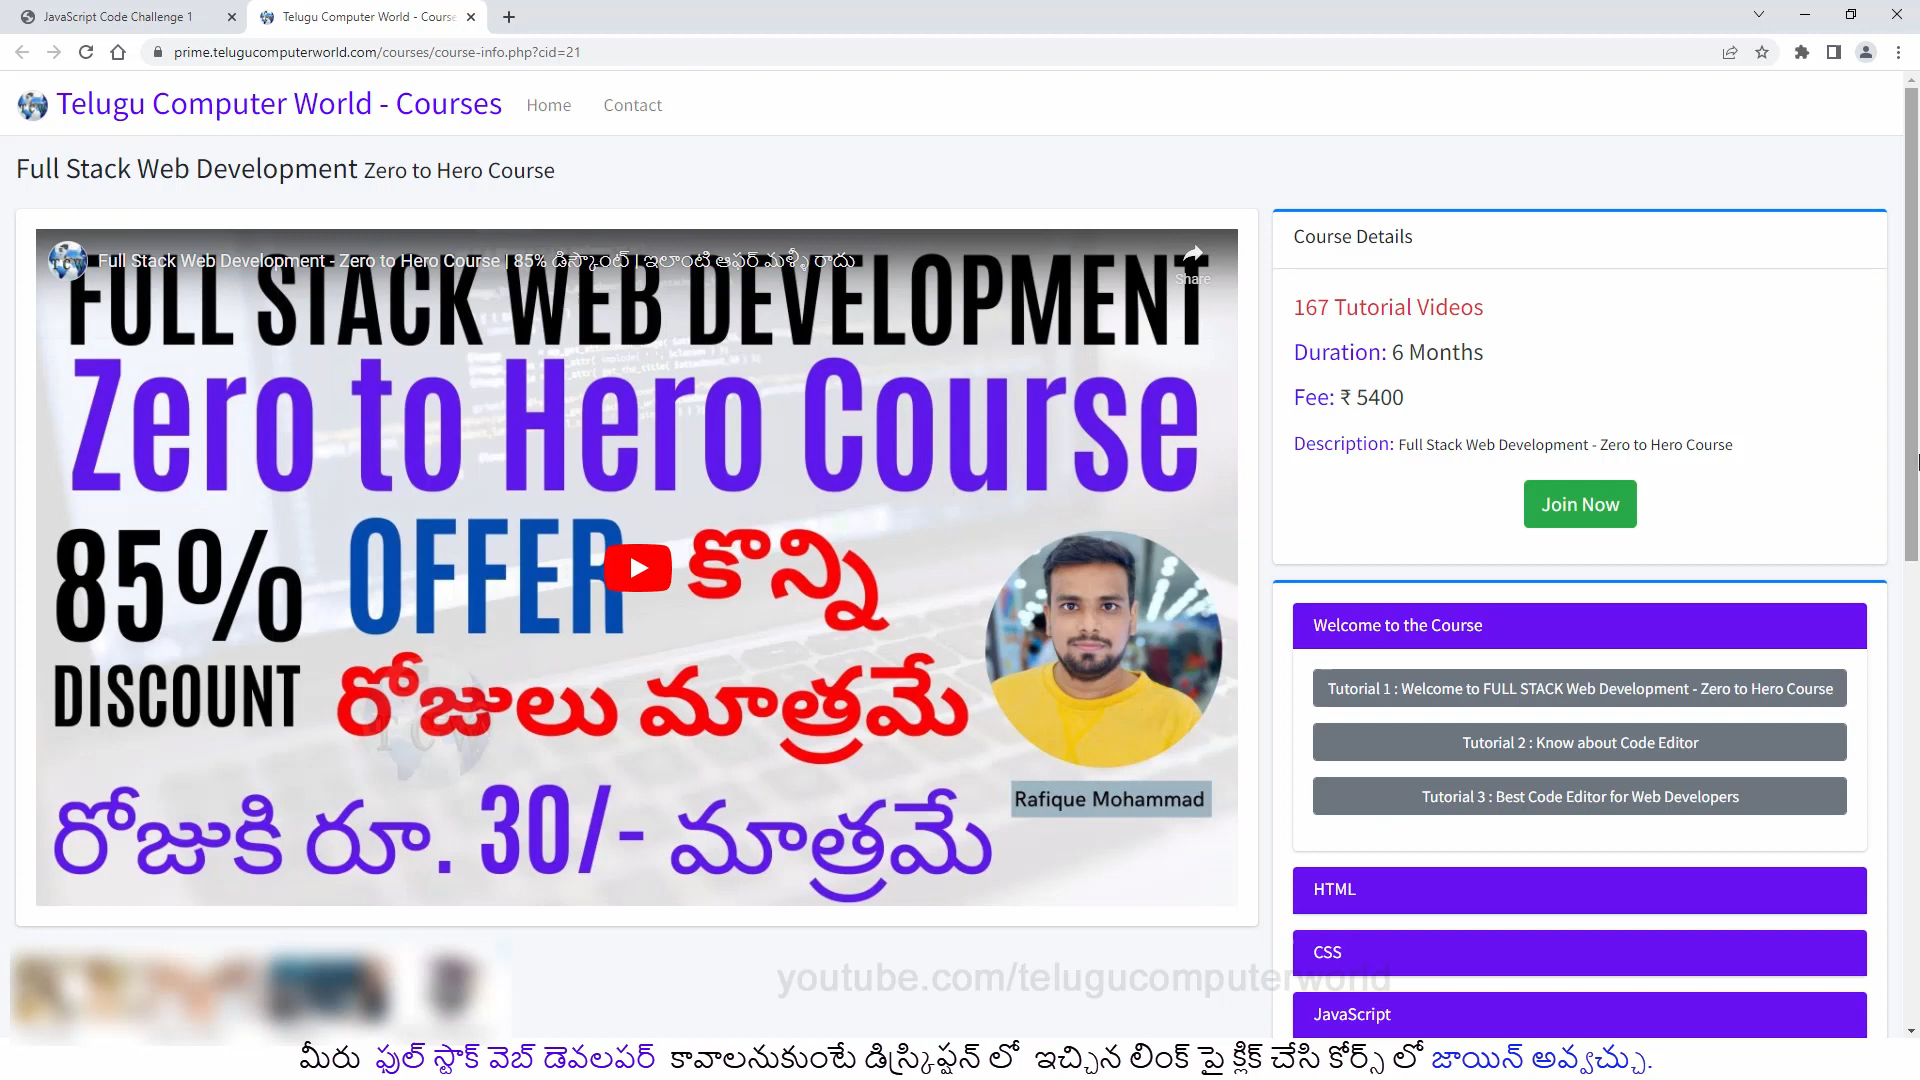 JavaScript Code Challenge 1
Telugu Computer World - Course
prime.telugucomputerworld.com/courses/course-info.php?cid=21
Telugu Computer World - Courses Home Contact
Full Stack Web Development Zero to Hero Course
Full Stack Web Development - Zero to Hero Course | 85% డిస్కౌంట్ | ఇలాంటి ఆఫర్ మళ్ళీ రాదు
Share
FULL STACK WEB DEVELOPMENT
Zero to Hero Course
85% OFFER కొన్ని
DISCOUNT రోజులు మాత్రమే
TCW
Rafique Mohammad
రోజుకి రూ. 30/- మాత్రమే
Course Details
167 Tutorial Videos
Duration: 6 Months
Fee: ₹ 5400
Description: Full Stack Web Development - Zero to Hero Course
Join Now
Welcome to the Course
Tutorial 1 : Welcome to FULL STACK Web Development - Zero to Hero Course
Tutorial 2 : Know about Code Editor
Tutorial 3 : Best Code Editor for Web Developers
HTML
CSS
JavaScript
youtube.com/telugucomputerworld
మీరు ఫుల్ స్టాక్ వెబ్ డెవలపర్ కావాలనుకుంటే డిస్క్రిప్షన్ లో ఇచ్చిన లింక్ పై క్లిక్ చేసి కోర్స్ లో జాయిన్ అవ్వచ్చు.